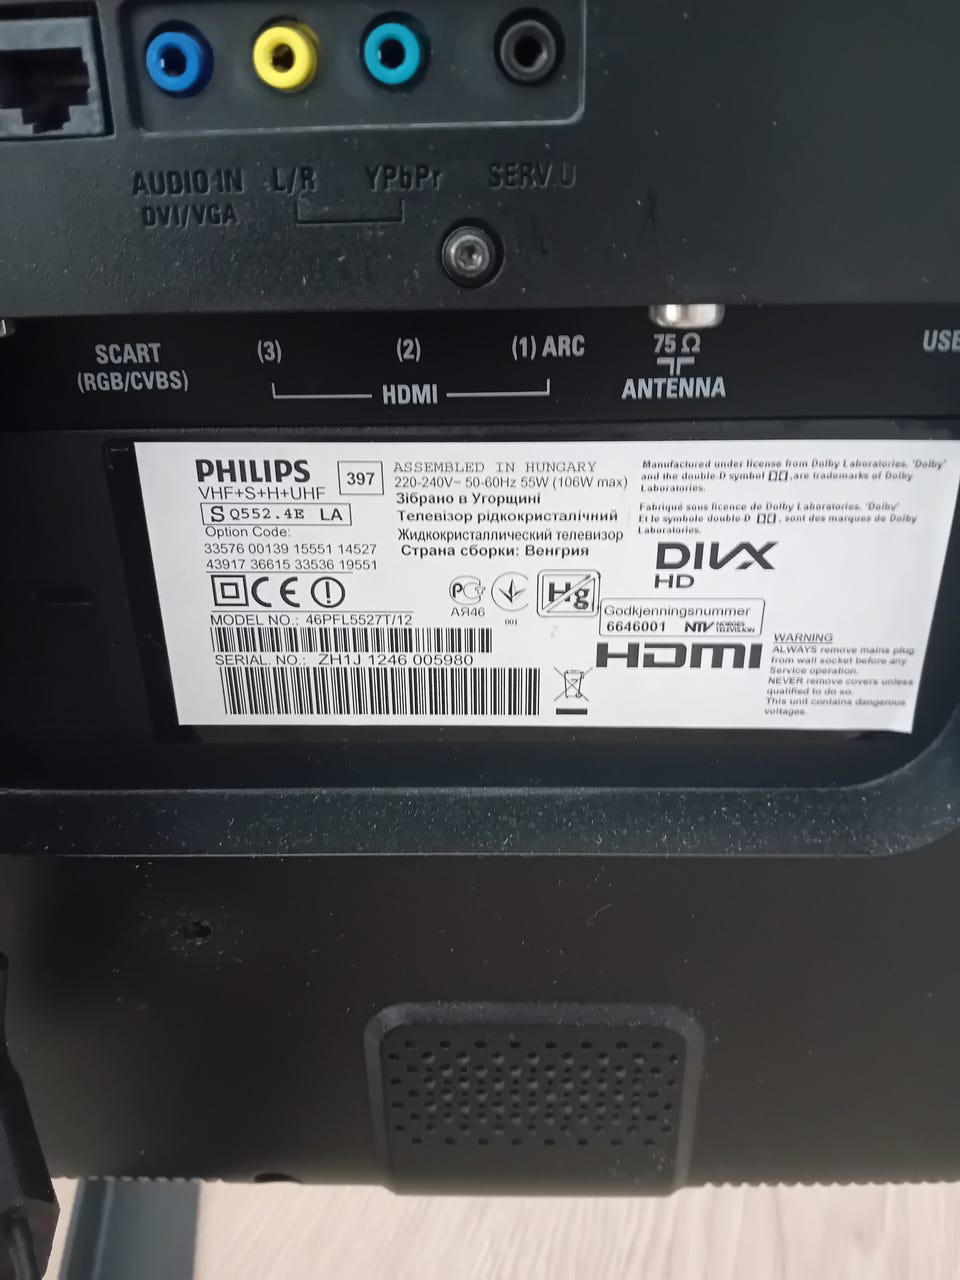 AUDIO IN L/R YPbPr SERV.U
DVI/VGA
SCART
(RGB/CVBS)
(3) (2) (1) ARC
HDMI
75 Ω
ANTENNA
USB
PHILIPS
VHF+S+H+UHF
397
S Q552.4E LA
Option Code:
33576 00139 15551 14527
43917 36615 33536 19551
CE
MODEL NO.: 46PFL5527T/12
SERIAL. NO.: ZH1J 1246 005980
ASSEMBLED IN HUNGARY
220-240V~ 50-60Hz 55W (106W max)
Зібрано в Угорщині
Телевізор рідкокристалічний
Жидкокристаллический телевизор
Страна сборки: Венгрия
АЯ46
001
Hg
Manufactured under license from Dolby Laboratories. 'Dolby'
and the double-D symbol ,are trademarks of Dolby
Laboratories.
Fabriqué sous licence de Dolby Laboratories. 'Dolby'
Et le symbole double-D , sont des marques de Dolby
Laboratories.
DIVX
HD
Godkjenningsnummer
6646001 NTV NORGES
TELEVISJON
HDMI
WARNING
ALWAYS remove mains plug
from wall socket before any
Service operation.
NEVER remove covers unless
qualified to do so.
This unit contains dangerous
voltages.